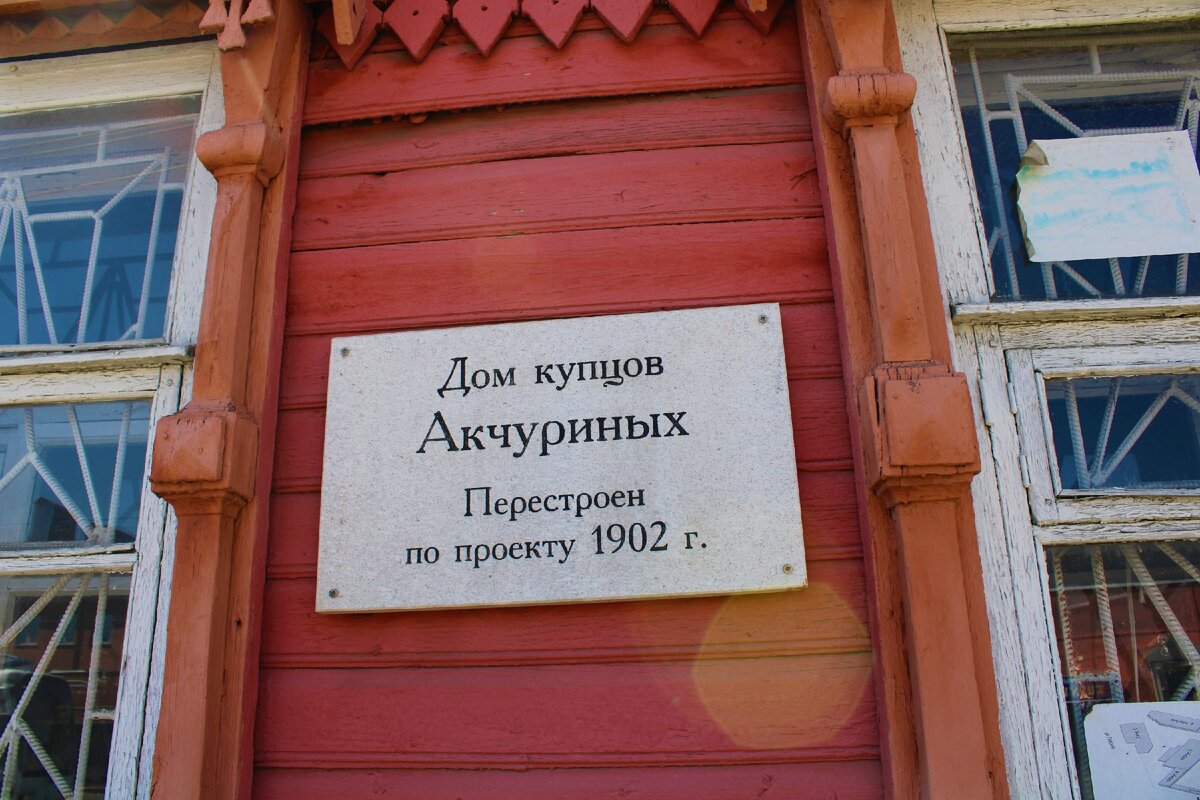 Дом купцов
Акчуриных
Перестроен
по проекту 1902 г.